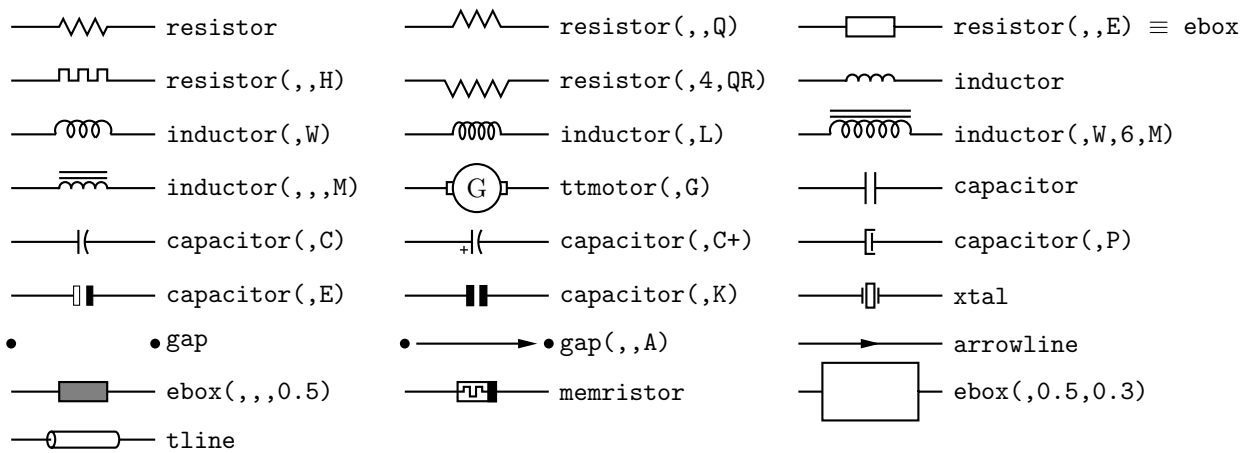 resistor resistor(,,Q) resistor(,,E) ≡ ebox
resistor(,,H) resistor(,4,QR) inductor
inductor(,W) inductor(,L) inductor(,W,6,M)
inductor(,,,M) G ttmotor(,G) capacitor
capacitor(,C) + capacitor(,C+) capacitor(,P)
capacitor(,E) capacitor(,K) xtal
gap gap(,,A) arrowline
ebox(,,,0.5) memristor ebox(,0.5,0.3)
tline